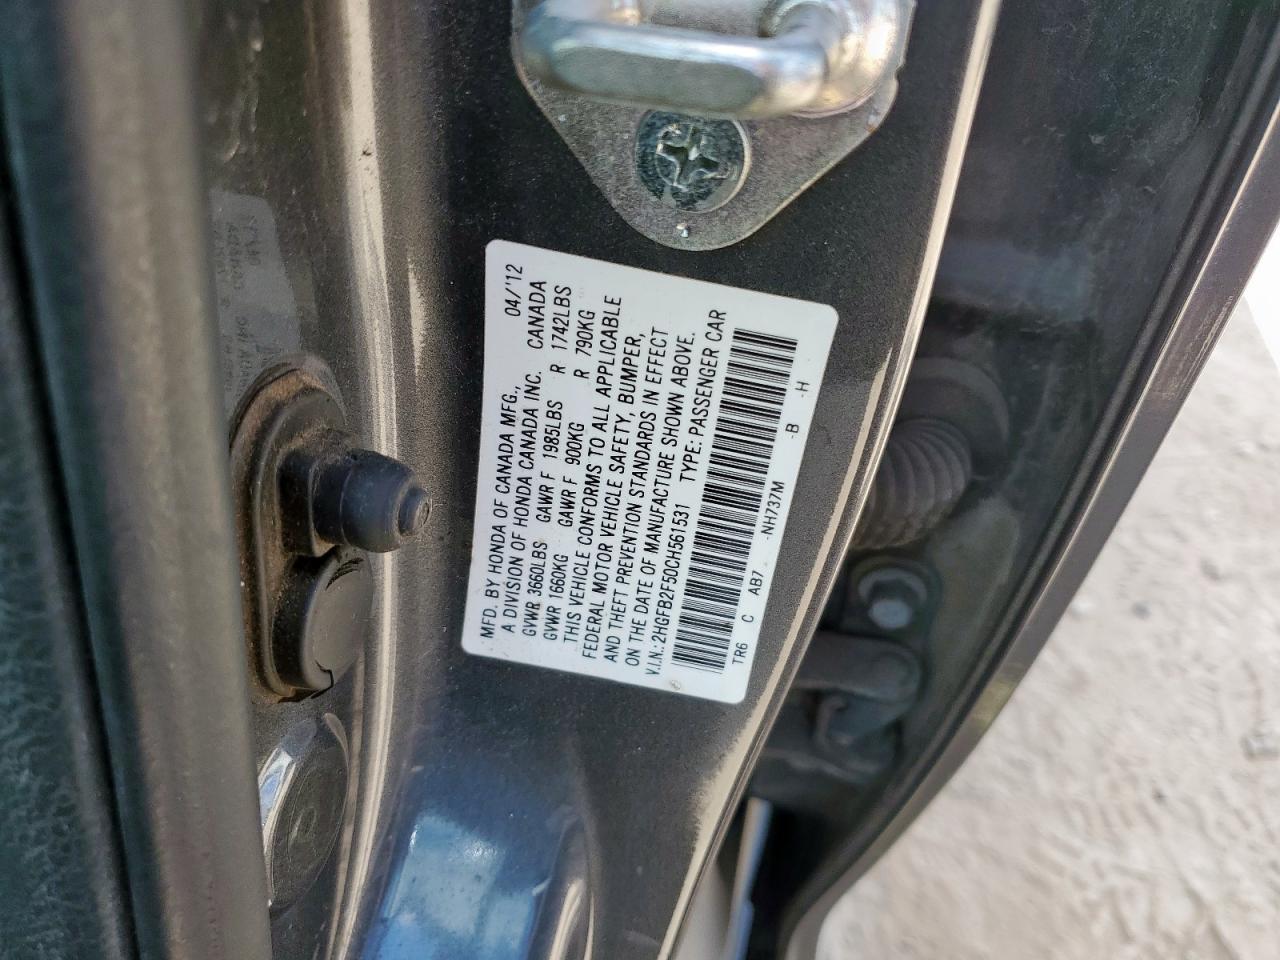 MFD. BY HONDA OF CANADA MFG., 04/'12
A DIVISION OF HONDA CANADA INC. CANADA
GVWR 3660LBS GAWR F 1985LBS R 1742LBS
GVWR 1660KG GAWR F 900KG R 790KG
THIS VEHICLE CONFORMS TO ALL APPLICABLE
FEDERAL MOTOR VEHICLE SAFETY, BUMPER,
AND THEFT PREVENTION STANDARDS IN EFFECT
ON THE DATE OF MANUFACTURE SHOWN ABOVE.
V.I.N.: 2HGFB2F50CH561531 TYPE: PASSENGER CAR
TR6 C AB7 -NH737M -B -H